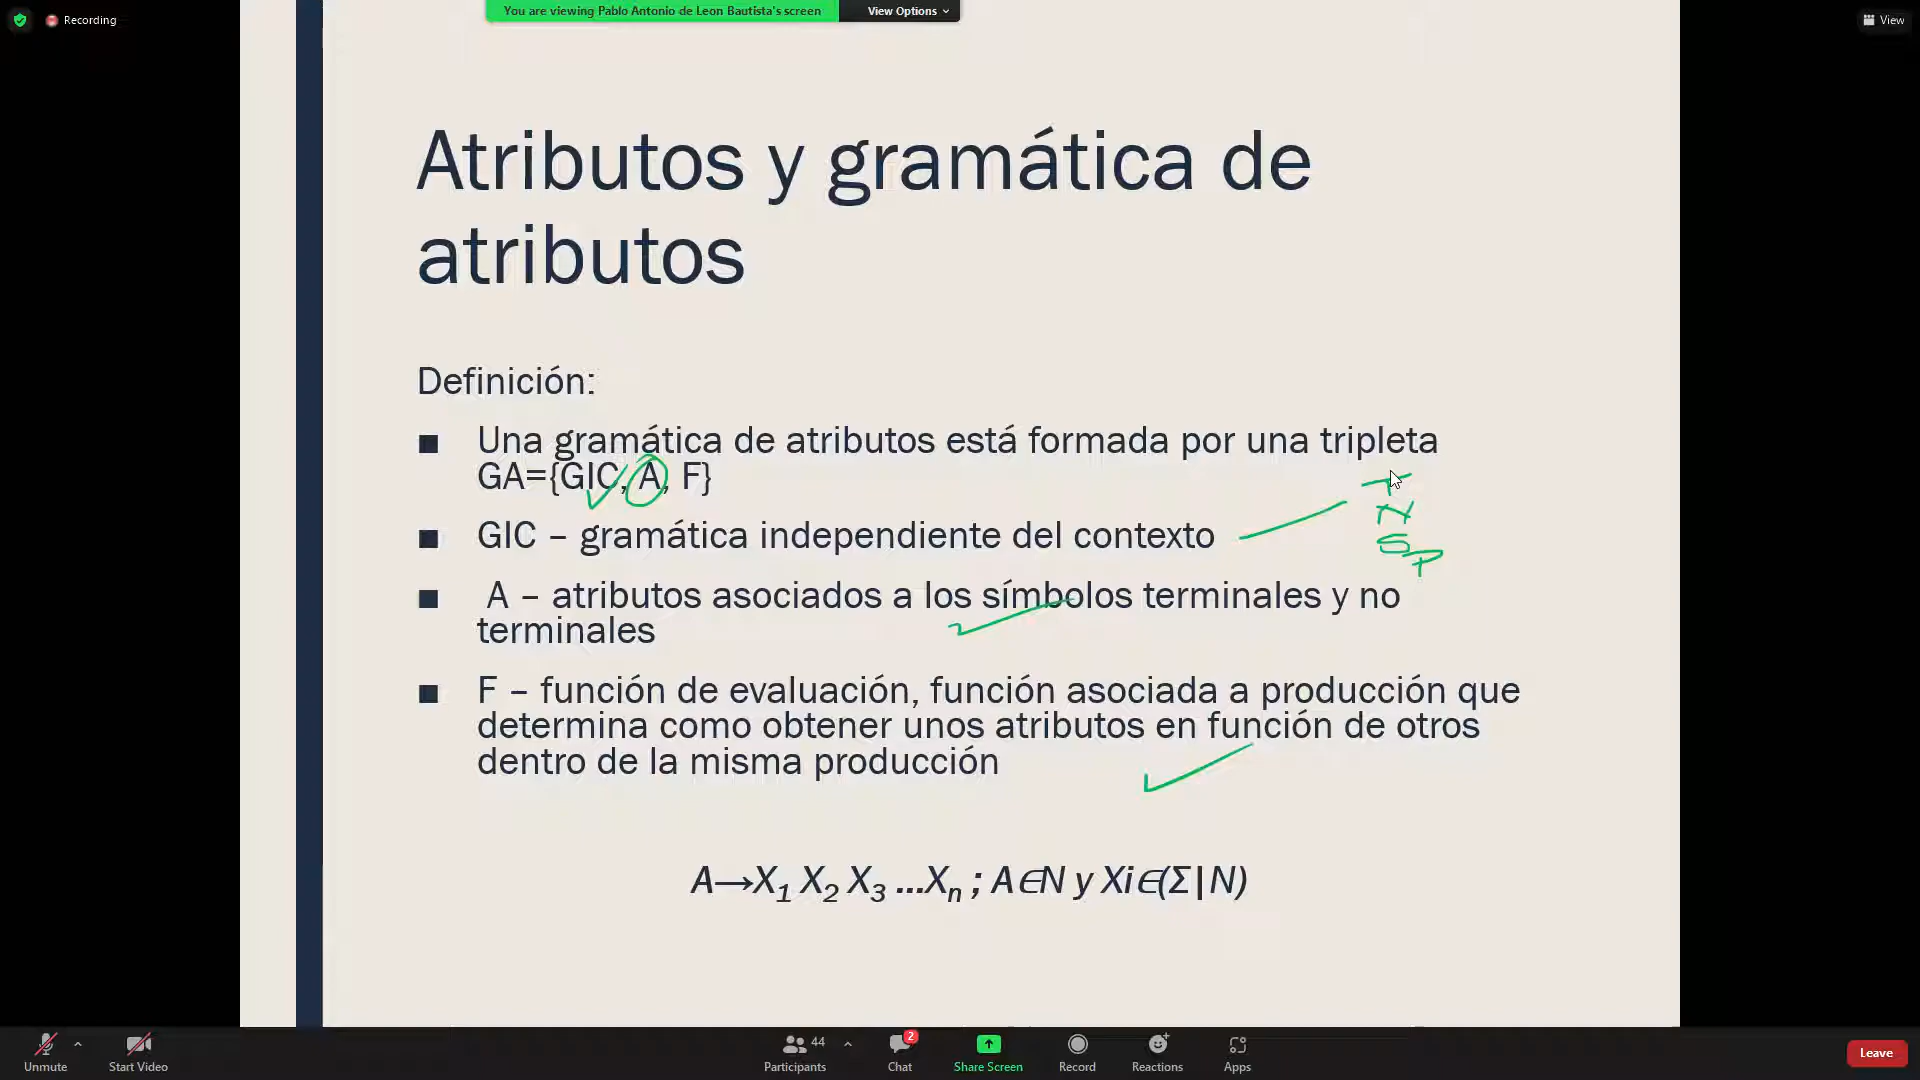 Recording
You are viewing Pablo Antonio de Leon Bautista's screen
View Options
View
Atributos y gramática de
atributos
Definición:
■ Una gramática de atributos está formada por una tripleta
GA={GIC, A, F}
■ GIC – gramática independiente del contexto
T
N
S
P
■ A – atributos asociados a los símbolos terminales y no
terminales
■ F – función de evaluación, función asociada a producción que
determina como obtener unos atributos en función de otros
dentro de la misma producción
A→X₁ X₂ X₃ ...Xₙ ; A∈N y Xi∈(Σ|N)
Unmute
Start Video
44
Participants
2
Chat
Share Screen
Record
Reactions
Apps
Leave